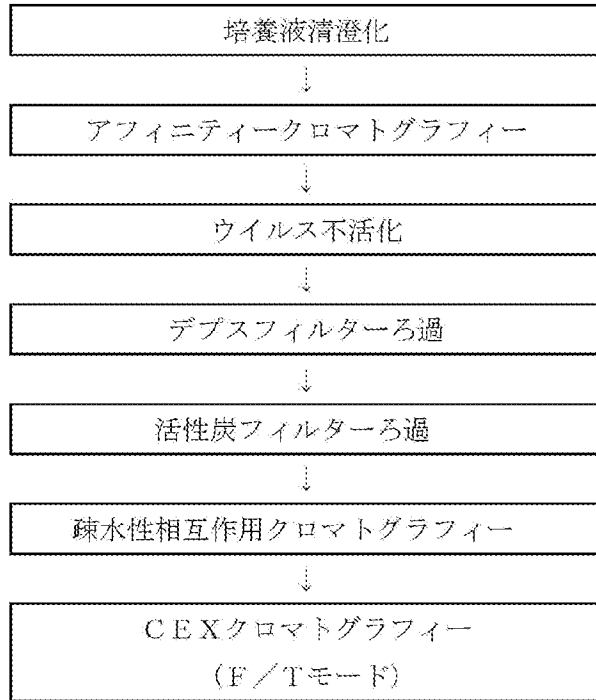 培養液清澄化
↓
アフィニティークロマトグラフィー
↓
ウイルス不活化
↓
デプスフィルターろ過
↓
活性炭フィルターろ過
↓
疎水性相互作用クロマトグラフィー
↓
CEXクロマトグラフィー
(F/Tモード)